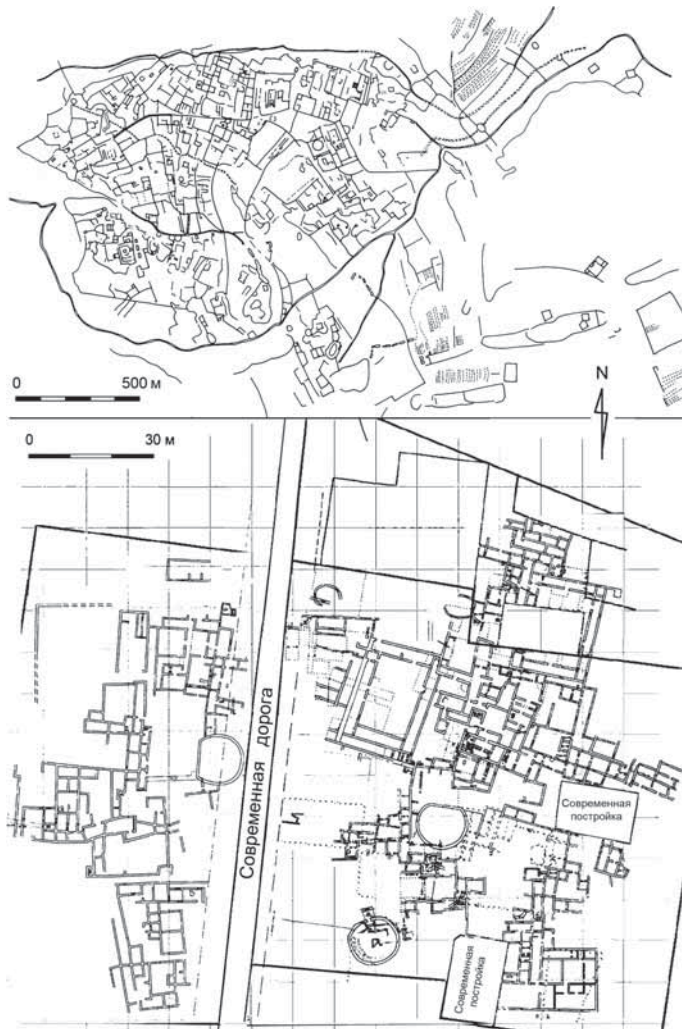 0
500 м
N
0
30 м
Современная дорога
Современная
постройка
Современная
постройка